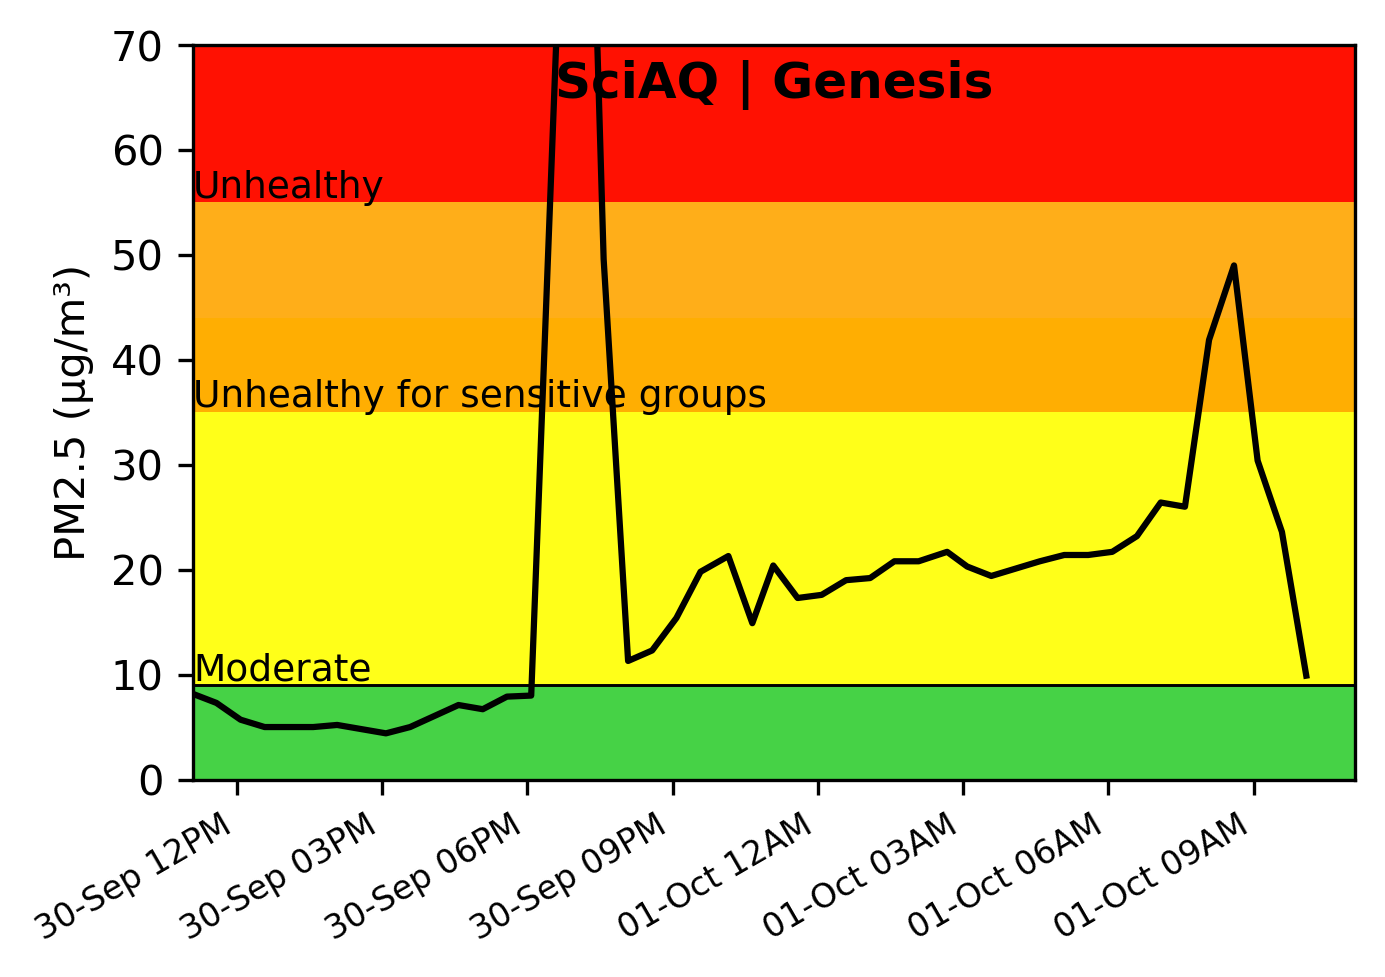 SciAQ | Genesis
PM2.5 (µg/m³)
70
60
Unhealthy
50
40
Unhealthy for sensitive groups
30
20
10
Moderate
0
30-Sep 12PM
30-Sep 03PM
30-Sep 06PM
30-Sep 09PM
01-Oct 12AM
01-Oct 03AM
01-Oct 06AM
01-Oct 09AM